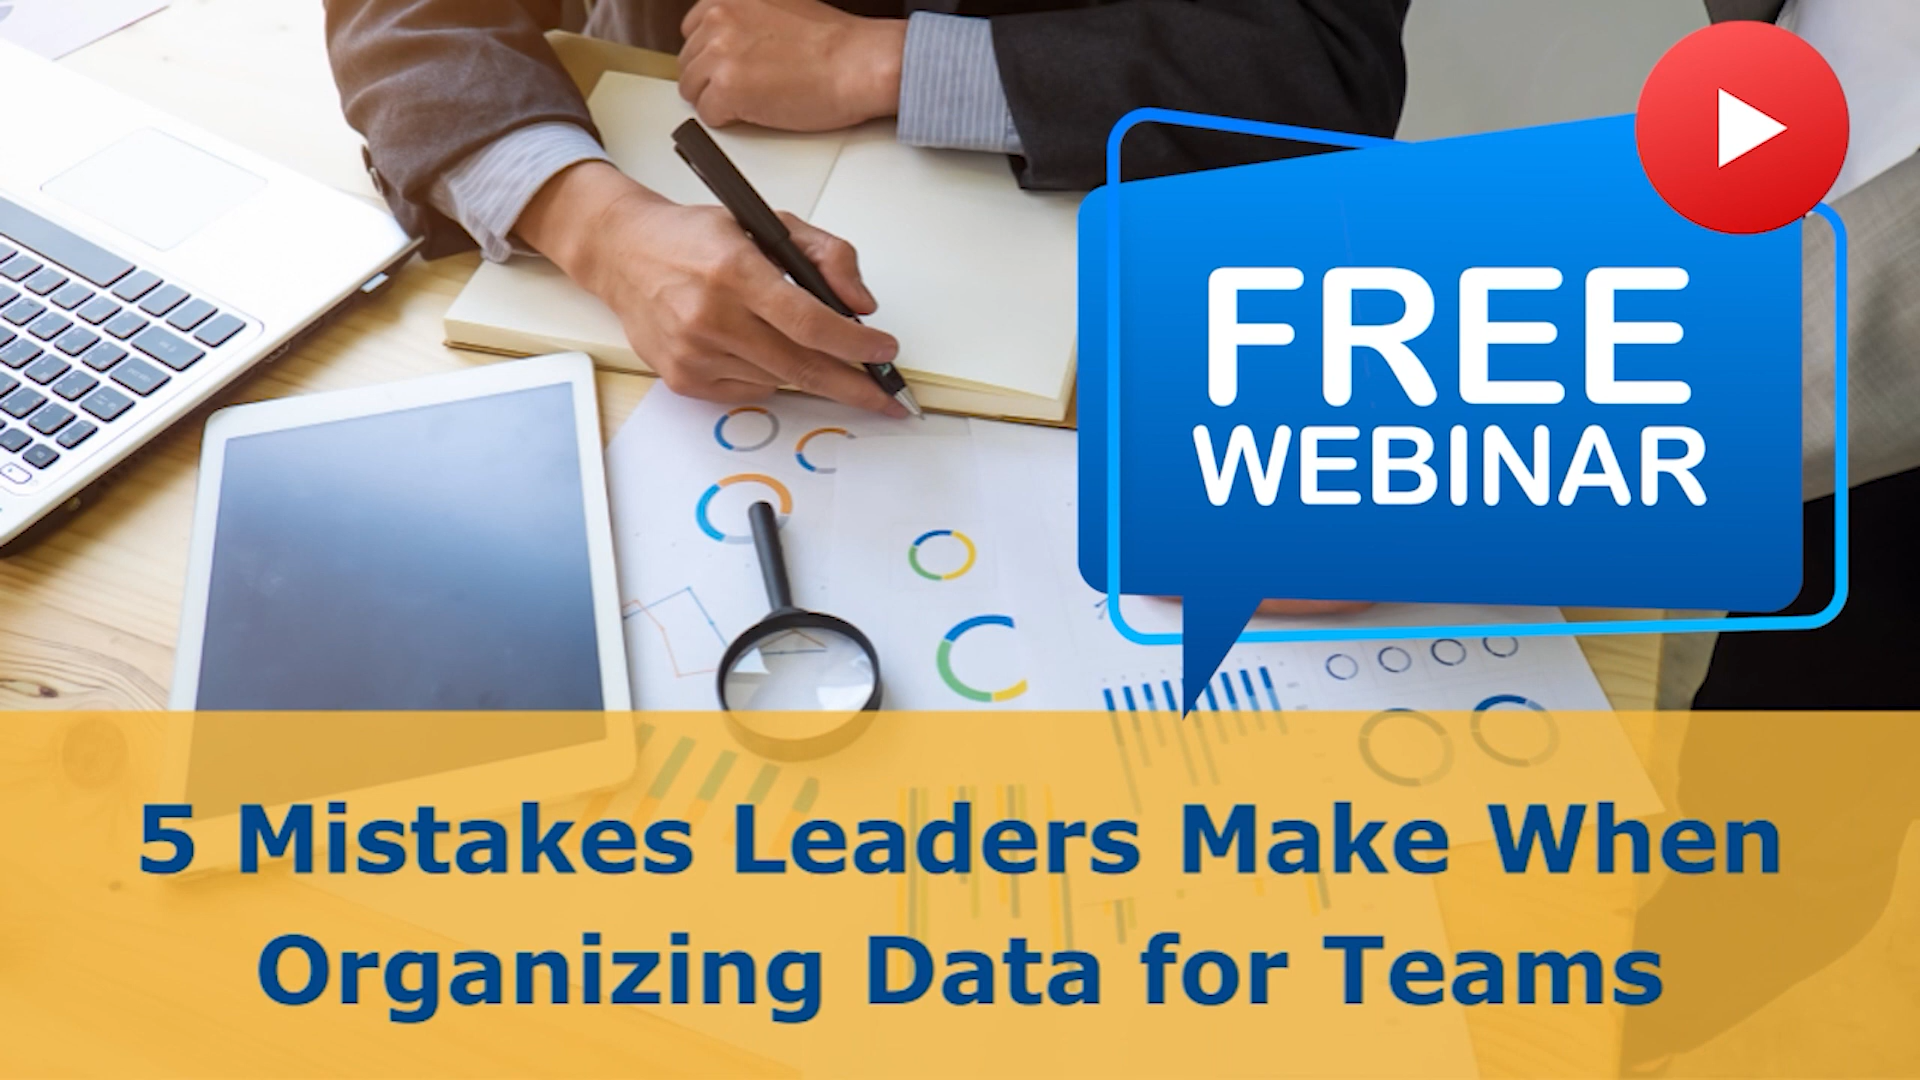 FREE
WEBINAR
5 Mistakes Leaders Make When
Organizing Data for Teams